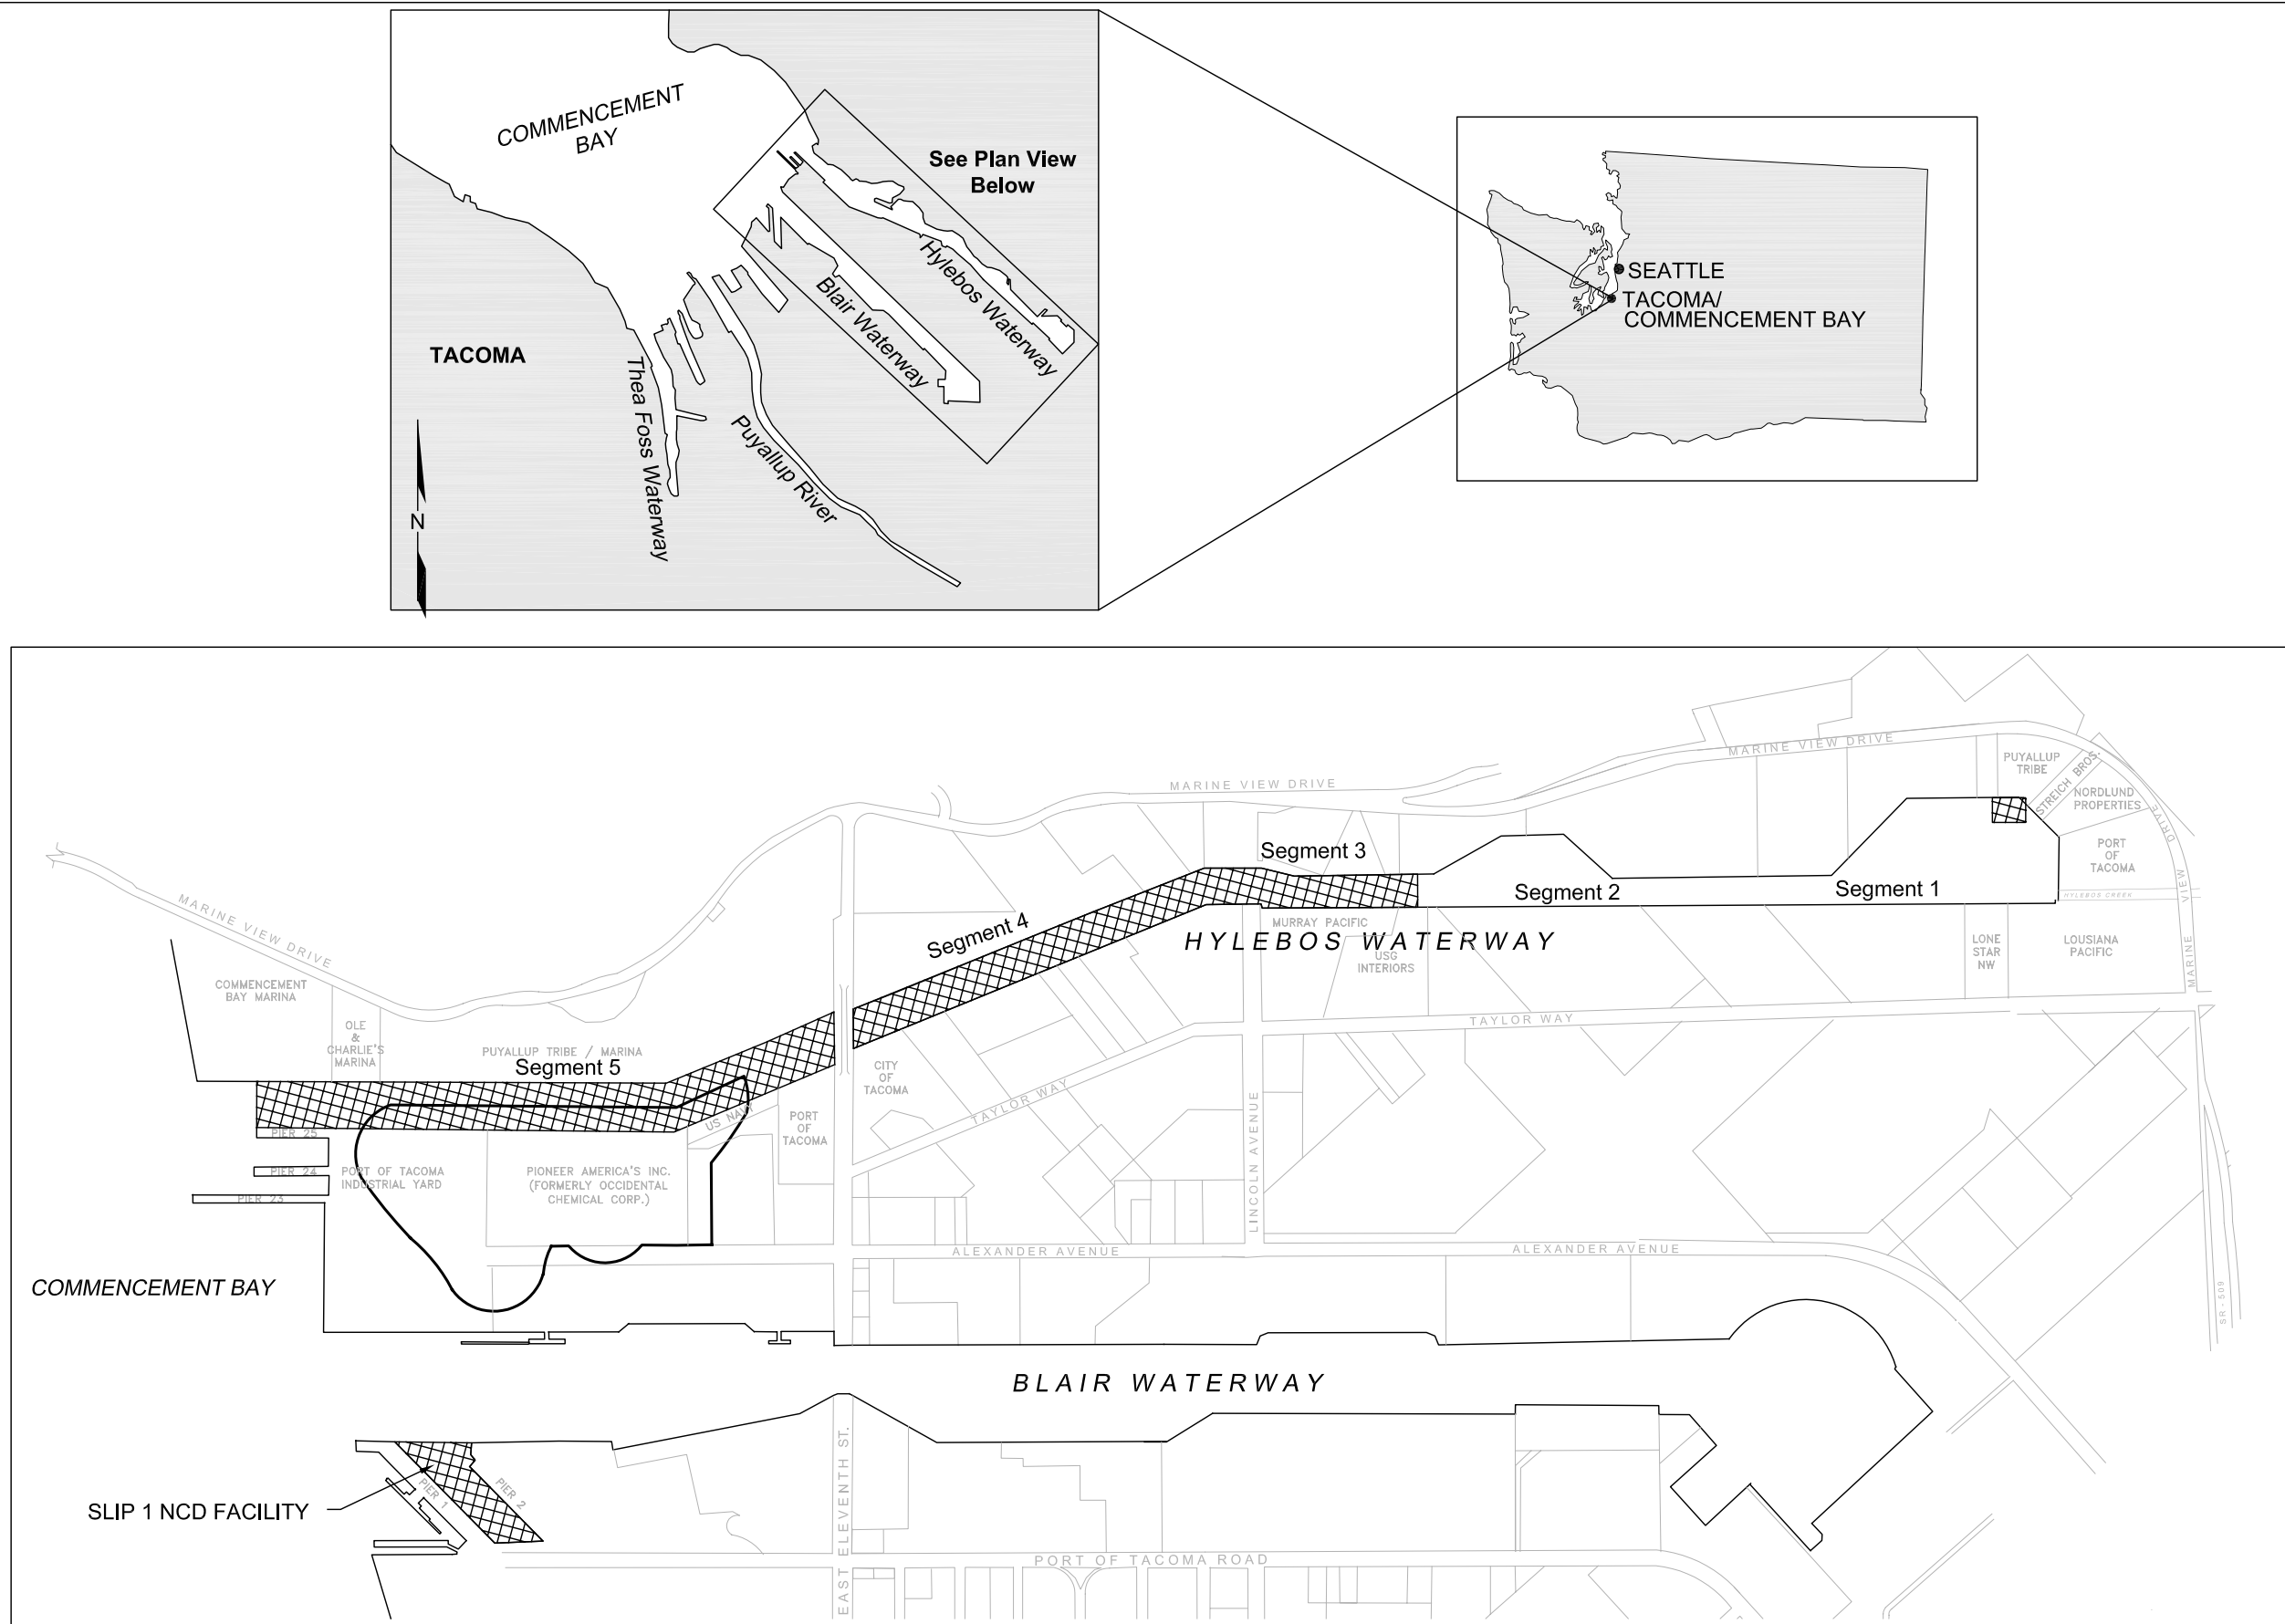 COMMENCEMENT
BAY
See Plan View
Below
Hylebos Waterway
Blair Waterway
TACOMA
Thea Foss Waterway
Puyallup River
N
SEATTLE
TACOMA/
COMMENCEMENT BAY
MARINE VIEW DRIVE
MARINE VIEW DRIVE
MARINE VIEW DRIVE
MARINE VIEW DRIVE
PUYALLUP
TRIBE
STREICH BROS.
NORDLUND
PROPERTIES
PORT
OF
TACOMA
HYLEBOS CREEK
Segment 3
Segment 2
Segment 1
Segment 4
MURRAY PACIFIC
HYLEBOS WATERWAY
USG
INTERIORS
LONE
STAR
NW
LOUSIANA
PACIFIC
COMMENCEMENT
BAY MARINA
OLE
&
CHARLIE'S
MARINA
PUYALLUP TRIBE / MARINA
Segment 5
CITY
OF
TACOMA
TAYLOR WAY
TAYLOR WAY
US NAVY
PORT
OF
TACOMA
PIER 25
PIER 24
PIER 23
PORT OF TACOMA
INDUSTRIAL YARD
PIONEER AMERICA'S INC.
(FORMERLY OCCIDENTAL
CHEMICAL CORP.)
LINCOLN AVENUE
ALEXANDER AVENUE
ALEXANDER AVENUE
SR-509
COMMENCEMENT BAY
BLAIR WATERWAY
EAST ELEVENTH ST.
PIER 1
PIER 2
SLIP 1 NCD FACILITY
PORT OF TACOMA ROAD